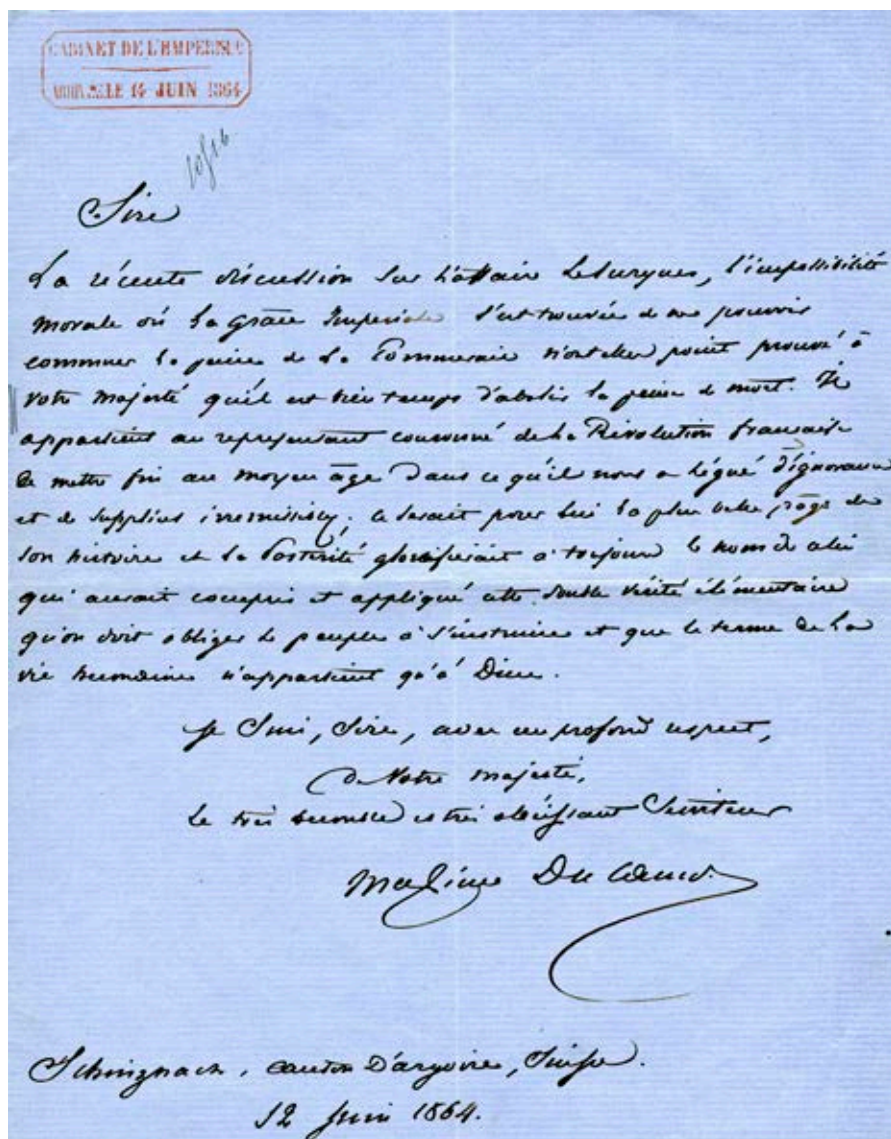 CABINET DE L'EMPEREUR
ARRIVÉE LE 14 JUIN 1864
Sire
La récente discussion sur l'affaire Lesurques, l'impossibilité
morale où la Grâce Impériale s'est trouvée de ne pouvoir
commuer la peine de La Pommerais n'ont elles point prouvé à
votre majesté qu'il est bien temps d'abolir la peine de mort. Il
appartient au représentant couronné de la Révolution française
de mettre fin au moyen âge dans ce qu'il nous a légué d'ignorance
et de supplices irrémissibles; ce serait pour lui la plus belle page de
son histoire et la Postérité glorifierait à toujours le nom de celui
qui aurait compris et appliqué cette double vérité élémentaire
qu'on doit obliger le peuple à s'instruire et que le terme de la
vie humaine n'appartient qu'à Dieu.
Je suis, Sire, avec un profond respect,
de Votre majesté,
Le très humble et très obéissant Serviteur
Maxime Du Camp.
Schinznach, canton d'argovie, Suisse.
12 Juin 1864.